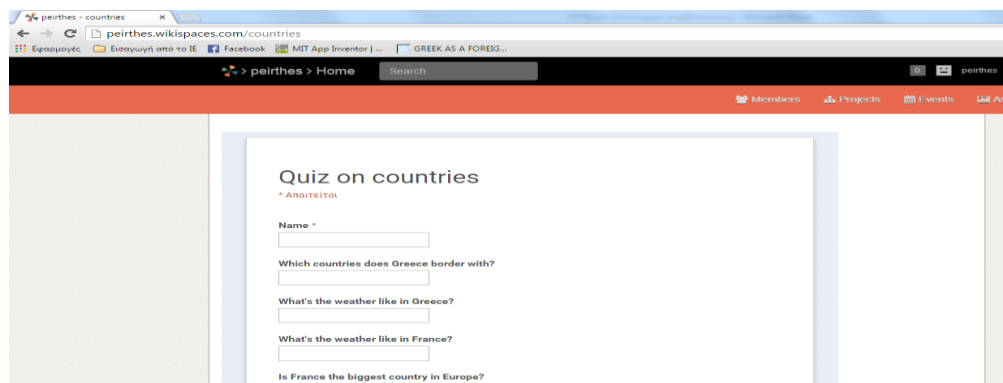 peirthes - countries
peirthes.wikispaces.com/countries
Εφαρμογές Εισαγωγή από το IE Facebook MIT App Inventor | ... GREEK AS A FOREIG...
> peirthes > Home Search 0 peirthes
Members Projects Events As
Quiz on countries
* Απαιτείται
Name *
Which countries does Greece border with?
What's the weather like in Greece?
What's the weather like in France?
Is France the biggest country in Europe?